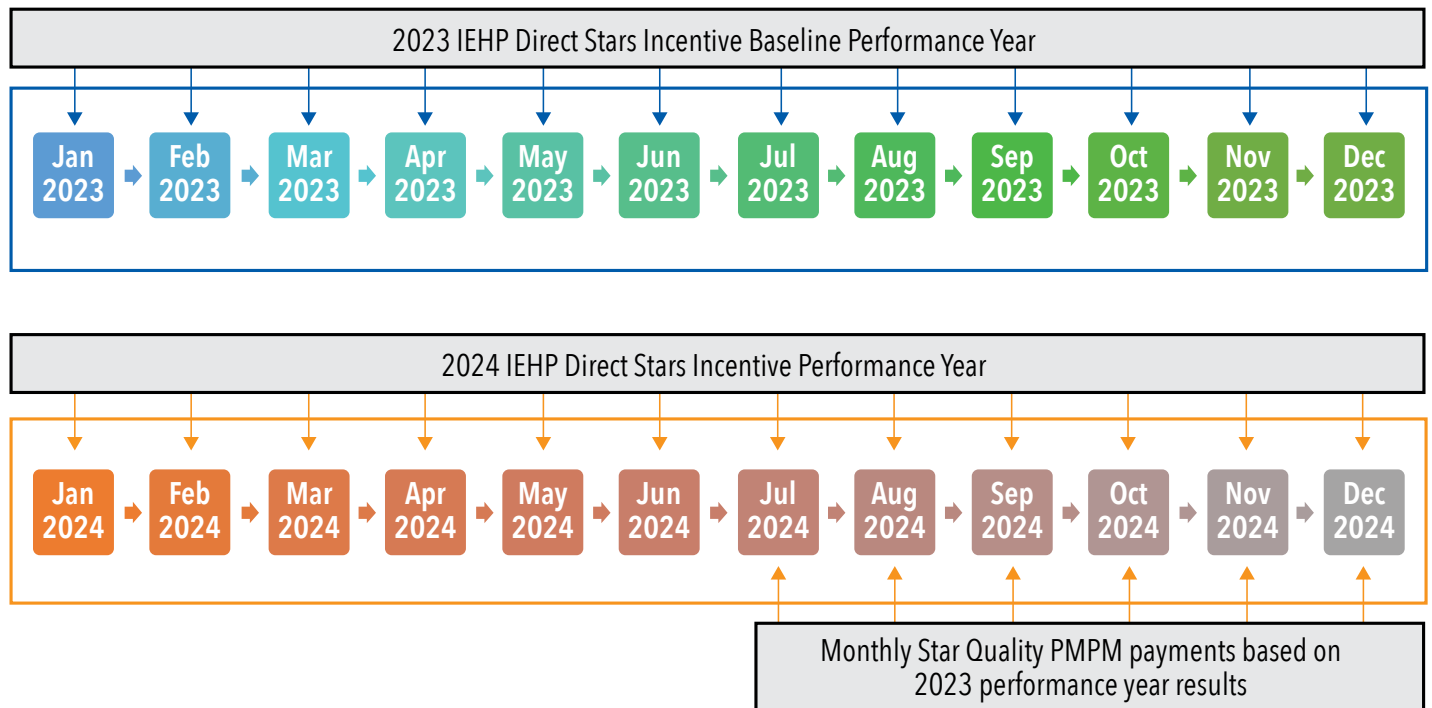 2023 IEHP Direct Stars Incentive Baseline Performance Year
Jan
2023
Feb
2023
Mar
2023
Apr
2023
May
2023
Jun
2023
Jul
2023
Aug
2023
Sep
2023
Oct
2023
Nov
2023
Dec
2023
2024 IEHP Direct Stars Incentive Performance Year
Jan
2024
Feb
2024
Mar
2024
Apr
2024
May
2024
Jun
2024
Jul
2024
Aug
2024
Sep
2024
Oct
2024
Nov
2024
Dec
2024
Monthly Star Quality PMPM payments based on
2023 performance year results